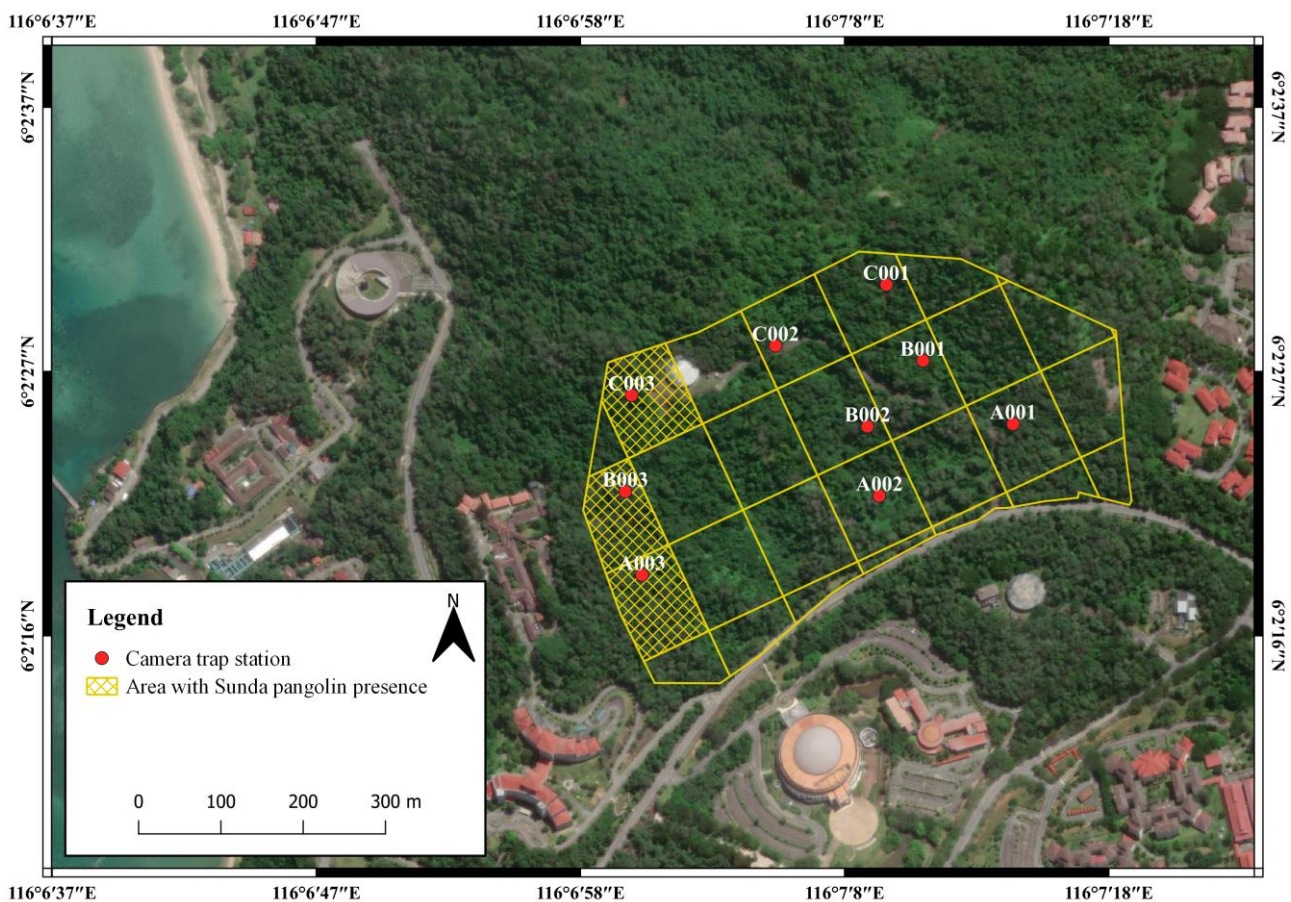 116°6'37"E 116°6'47"E 116°6'58"E 116°7'8"E 116°7'18"E
6°2'37"N 6°2'37"N
C001
C002
B001
6°2'27"N 6°2'27"N
C003
A001
B002
B003
A002
A003
Legend
N
Camera trap station
Area with Sunda pangolin presence
6°2'16"N 6°2'16"N
0 100 200 300 m
116°6'37"E 116°6'47"E 116°6'58"E 116°7'8"E 116°7'18"E